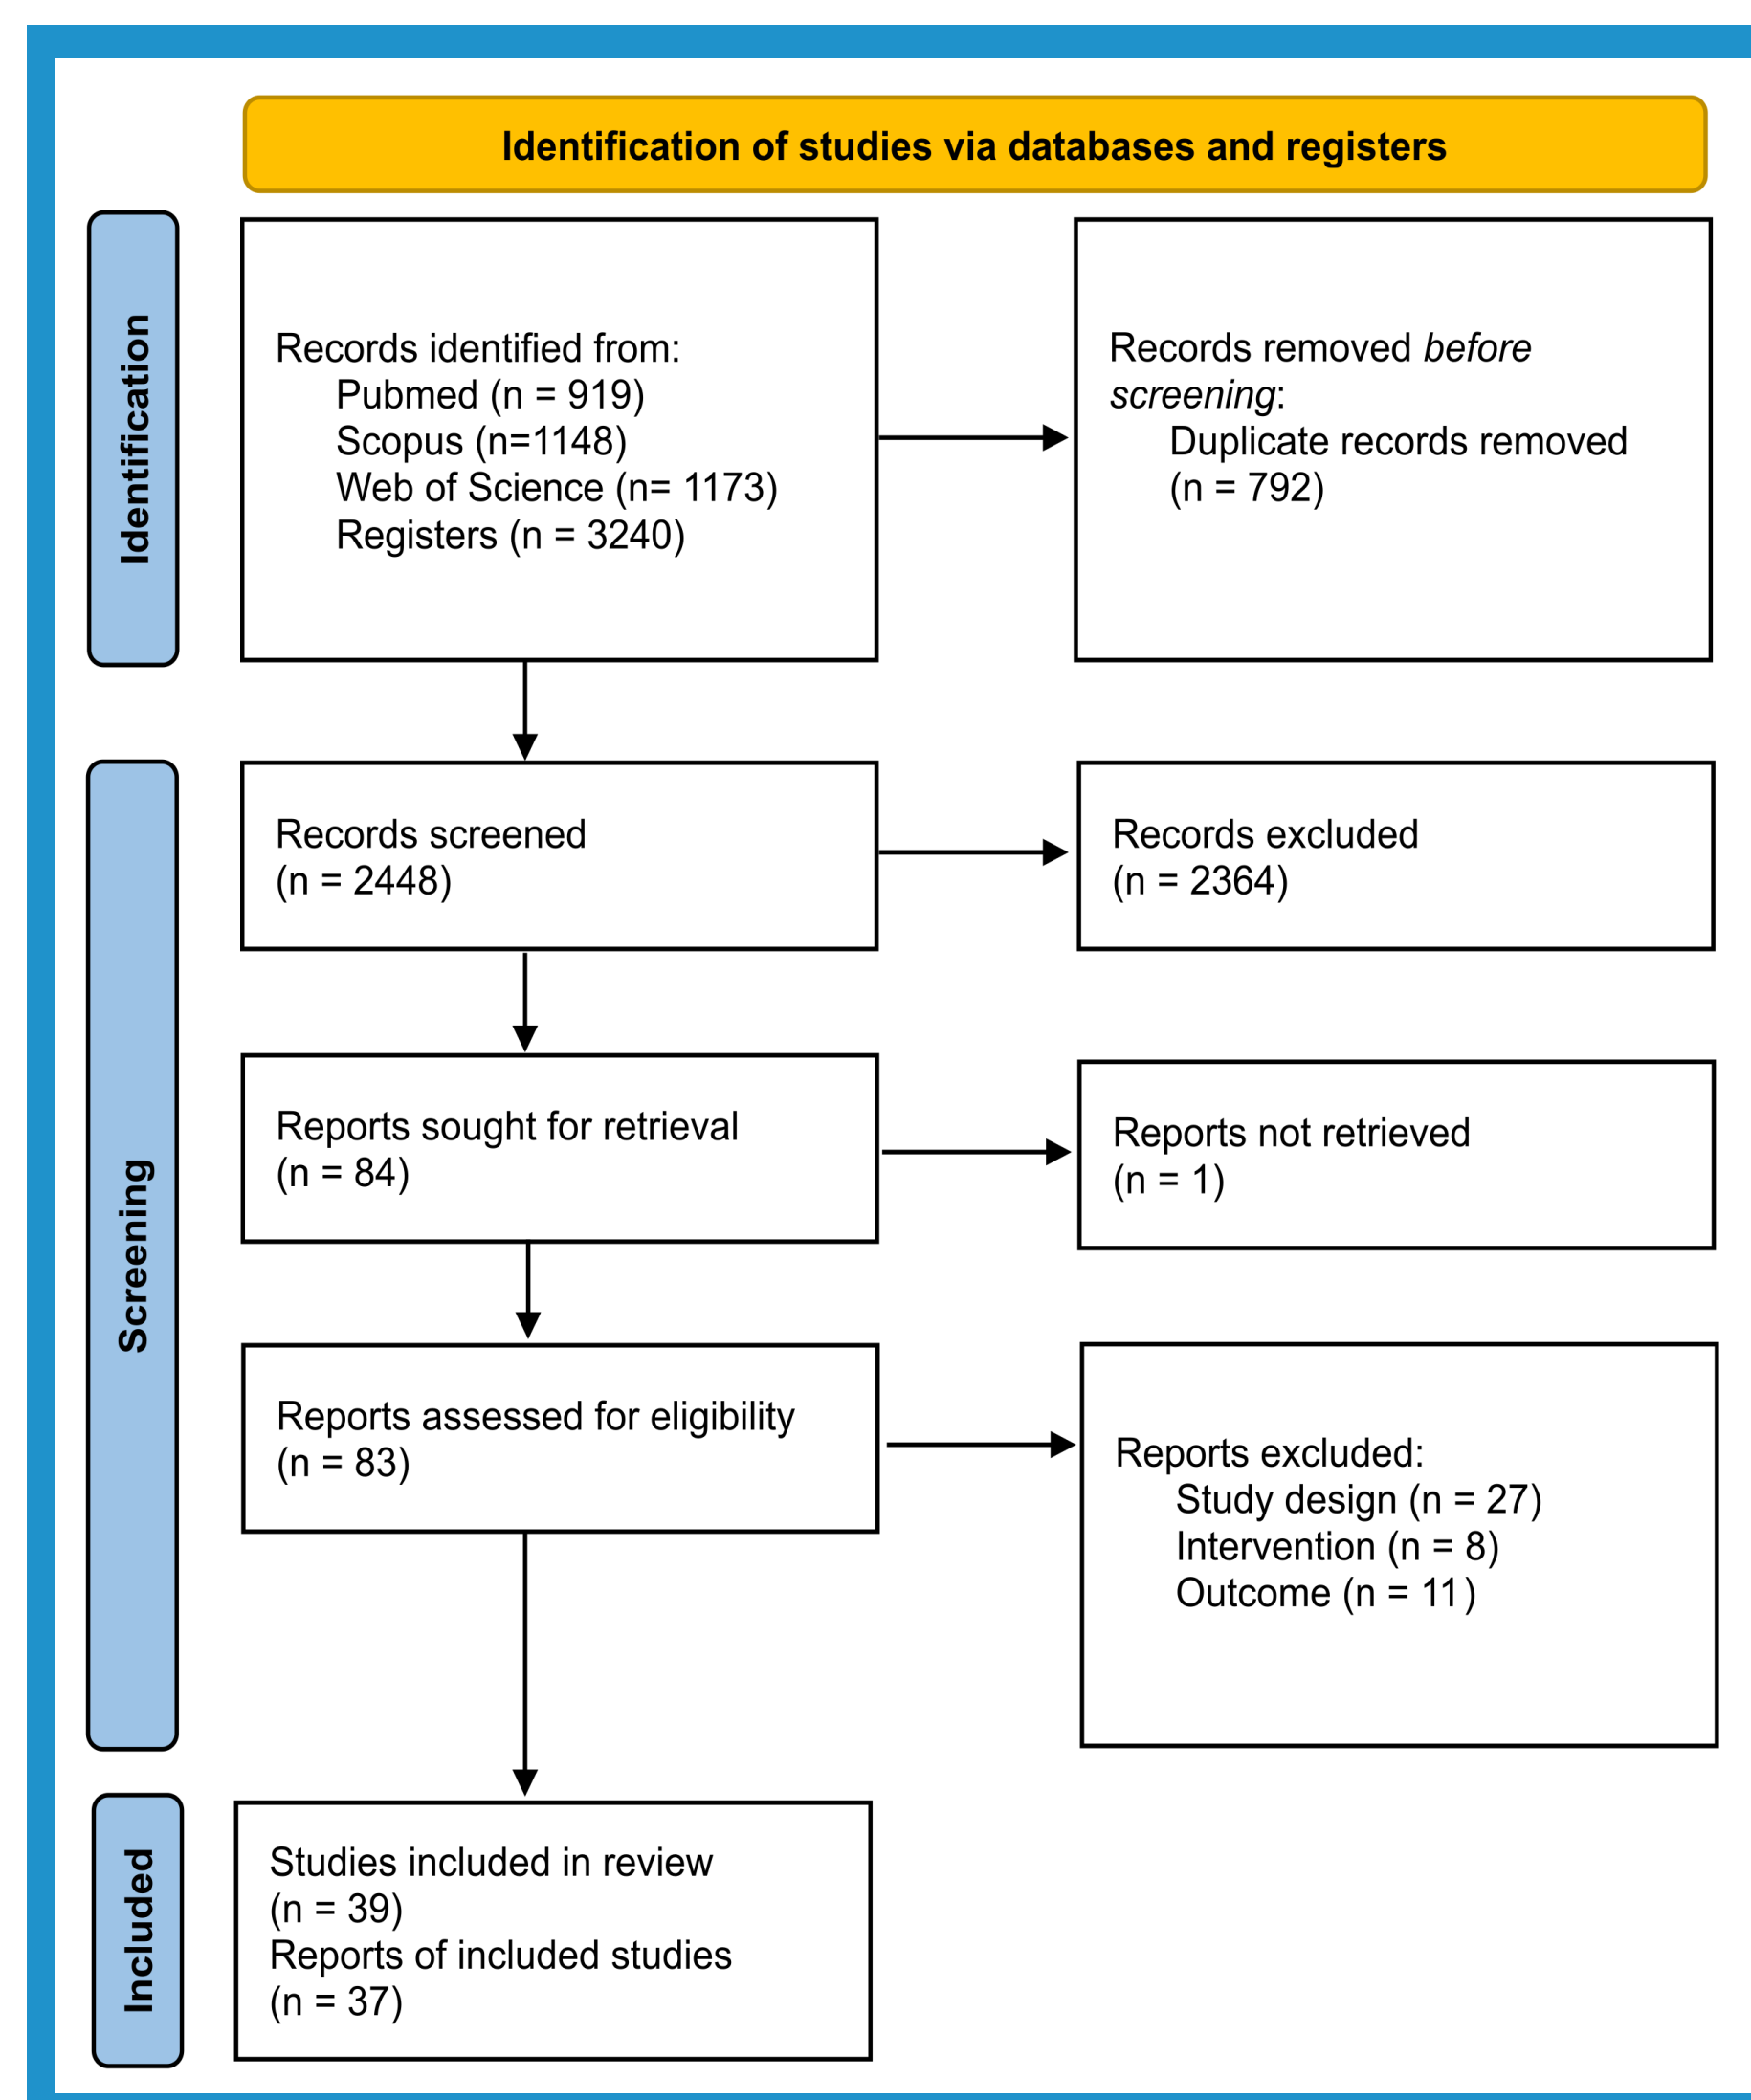 Identification of studies via databases and registers
Identification
Records identified from:
Pubmed (n = 919)
Scopus (n=1148)
Web of Science (n= 1173)
Registers (n = 3240)
Records removed before
screening:
Duplicate records removed
(n = 792)
Screening
Records screened
(n = 2448)
Records excluded
(n = 2364)
Reports sought for retrieval
(n = 84)
Reports not retrieved
(n = 1)
Reports assessed for eligibility
(n = 83)
Reports excluded:
Study design (n = 27)
Intervention (n = 8)
Outcome (n = 11)
Included
Studies included in review
(n = 39)
Reports of included studies
(n = 37)